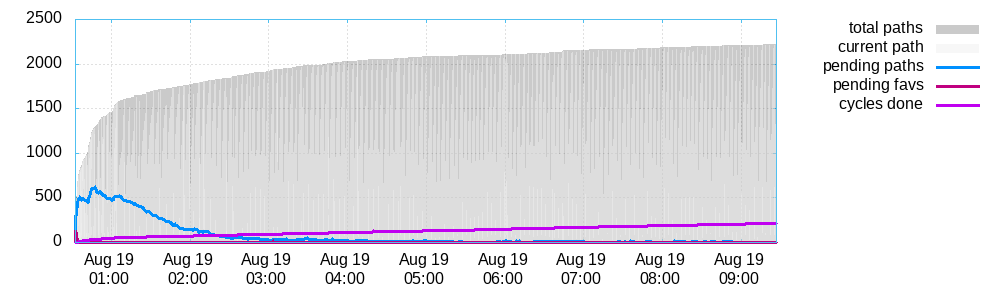 2500
2000
1500
1000
500
0
Aug 19 Aug 19 Aug 19 Aug 19 Aug 19 Aug 19 Aug 19 Aug 19 Aug 19
01:00 02:00 03:00 04:00 05:00 06:00 07:00 08:00 09:00
total paths
current path
pending paths
pending favs
cycles done